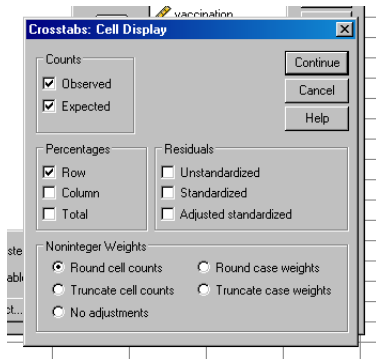 vaccination
Crosstabs: Cell Display
Counts
Observed
Expected
Continue
Cancel
Help
Percentages
Row
Column
Total
Residuals
Unstandardized
Standardized
Adjusted standardized
Noninteger Weights
Round cell counts
Round case weights
Truncate cell counts
Truncate case weights
No adjustments